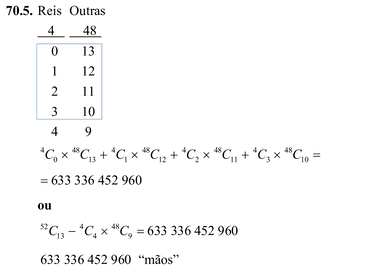 70.5. Reis Outras
4 48
0 13
1 12
2 11
3 10
4 9
⁴C₀ × ⁴⁸C₁₃ + ⁴C₁ × ⁴⁸C₁₂ + ⁴C₂ × ⁴⁸C₁₁ + ⁴C₃ × ⁴⁸C₁₀ =
= 633 336 452 960
ou
⁵²C₁₃ − ⁴C₄ × ⁴⁸C₉ = 633 336 452 960
633 336 452 960 “mãos”